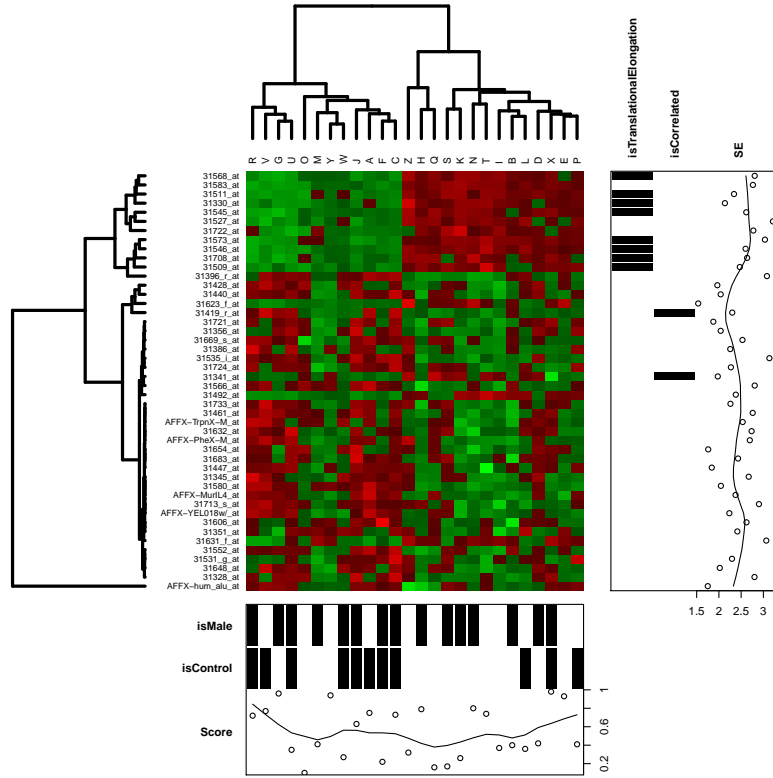 isTranslationalElongation
isCorrelated
SE
R V G U O M Y W J A F C Z H Q S K N T I B L D X E P
31568_at
31583_at
31511_at
31330_at
31545_at
31527_at
31722_at
31573_at
31546_at
31708_at
31509_at
31396_r_at
31428_at
31440_at
31623_f_at
31419_r_at
31721_at
31356_at
31669_s_at
31386_at
31535_i_at
31724_at
31341_at
31566_at
31492_at
31733_at
31461_at
AFFX−TrpnX−M_at
31632_at
AFFX−PheX−M_at
31654_at
31683_at
31447_at
31345_at
31580_at
AFFX−MurIL4_at
31713_s_at
AFFX−YEL018w/_at
31606_at
31351_at
31631_f_at
31552_at
31531_g_at
31648_at
31328_at
AFFX−hum_alu_at
1.5 2 2.5 3
isMale
isControl
Score
0.2 0.6 1